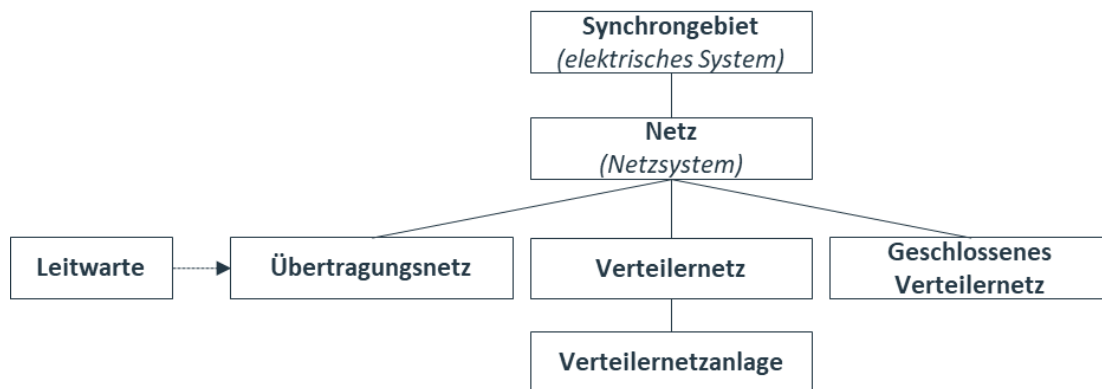 Synchrongebiet
(elektrisches System)
Netz
(Netzsystem)
Leitwarte
Übertragungsnetz
Verteilernetz
Geschlossenes
Verteilernetz
Verteilernetzanlage